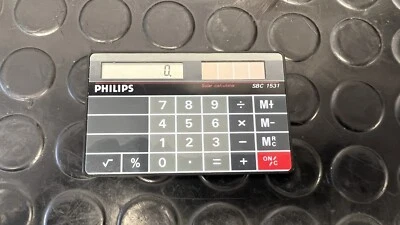 0.
Solar calculator
PHILIPS SBC 1531
7 8 9 ÷ M+
4 5 6 × M–
1 2 3 – MRC
√ % 0 · = + ON/C